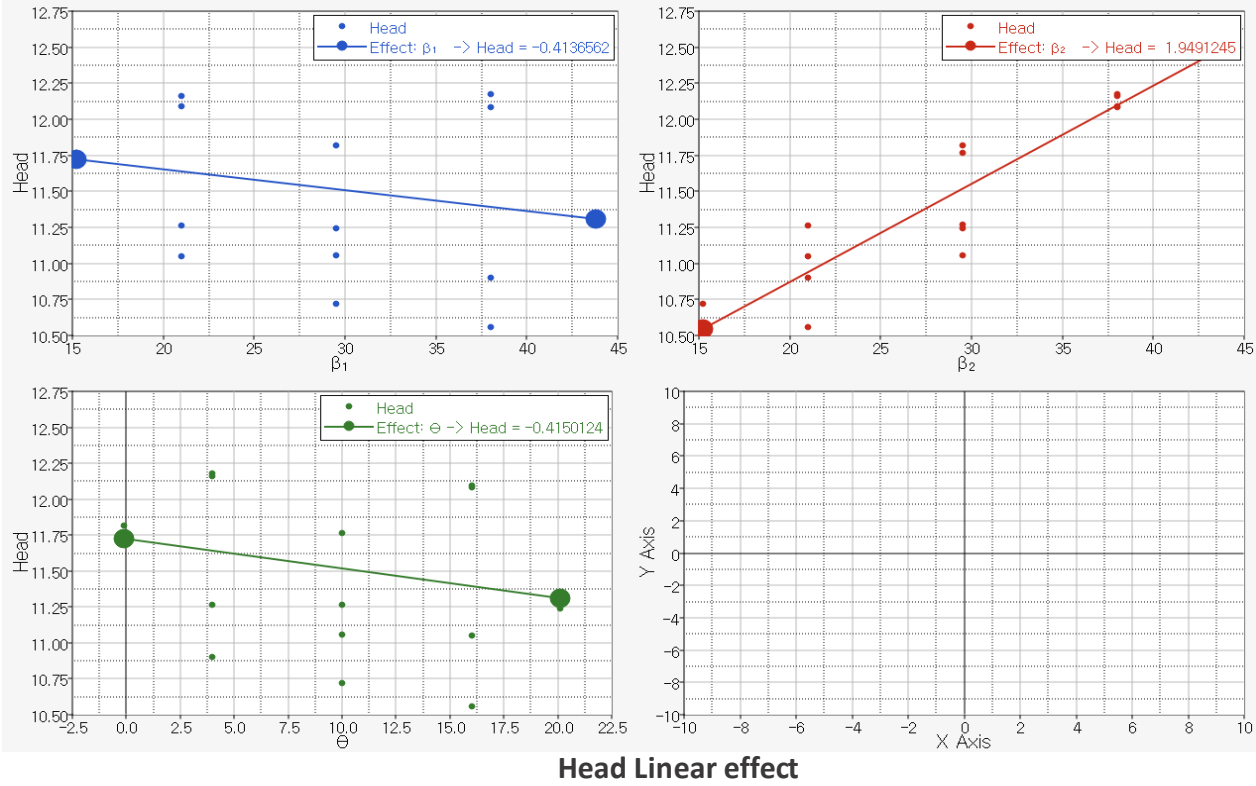 12.75
12.50
12.25
12.00
11.75
11.50
11.25
11.00
10.75
10.50
Head
Head
Effect: β₁ -> Head = -0.4136562
15 20 25 30 35 40 45
β₁
12.75
12.50
12.25
12.00
11.75
11.50
11.25
11.00
10.75
10.50
Head
Head
Effect: β₂ -> Head = 1.9491245
15 20 25 30 35 40 45
β₂
12.75
12.50
12.25
12.00
11.75
11.50
11.25
11.00
10.75
10.50
Head
Head
Effect: Θ -> Head = -0.4150124
-2.5 0.0 2.5 5.0 7.5 10.0 12.5 15.0 17.5 20.0 22.5
Θ
10
8
6
4
2
0
-2
-4
-6
-8
-10
Y Axis
-10 -8 -6 -4 -2 0 2 4 6 8 10
X Axis
Head Linear effect